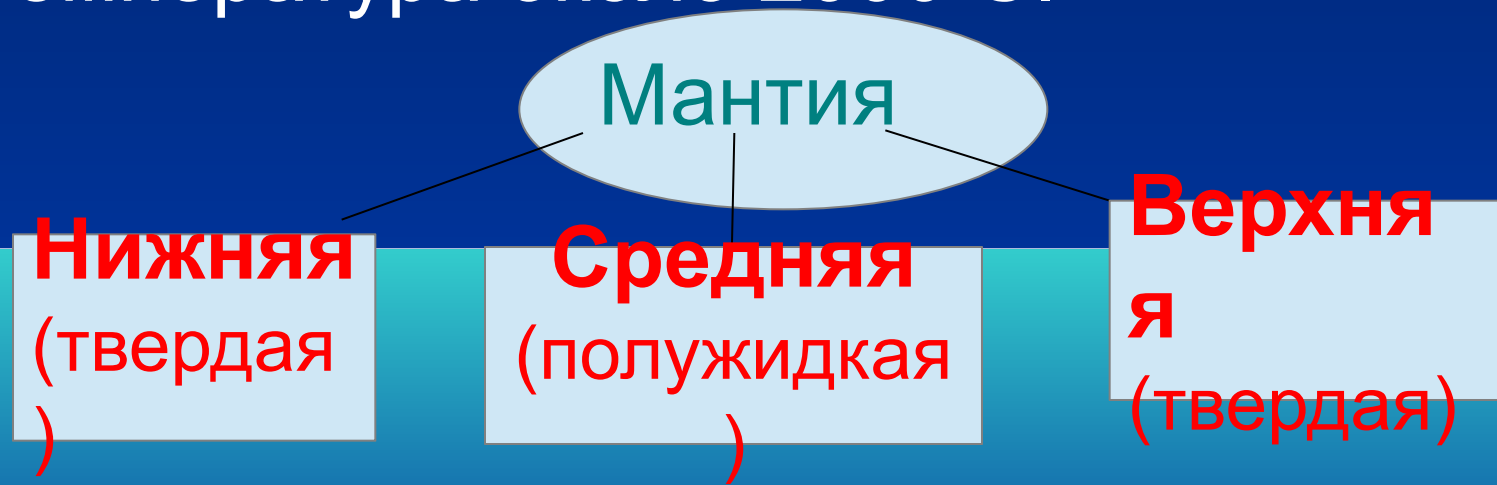 Мантия
Нижняя
(твердая
)
Средняя
(полужидкая
)
Верхня
я
(твердая)